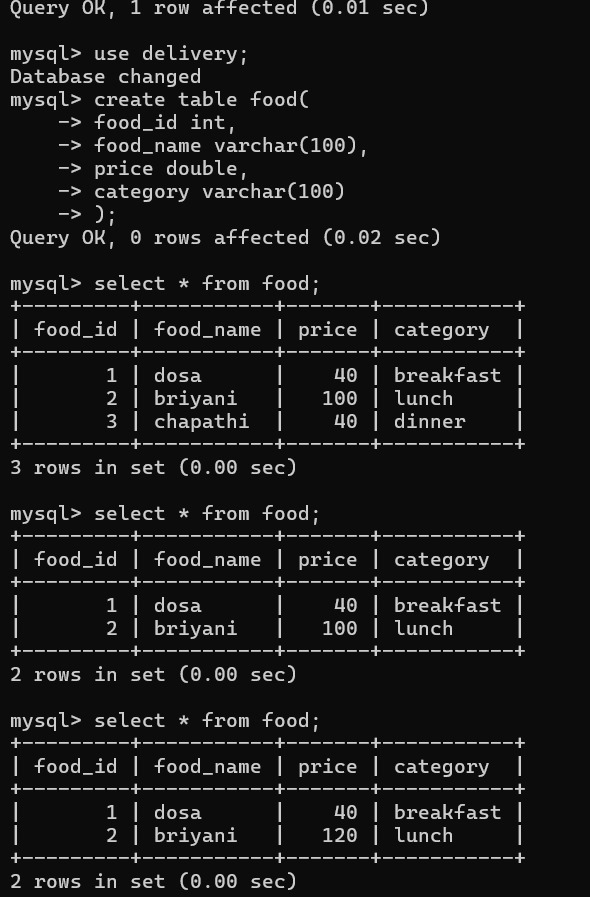 Query OK, 1 row affected (0.01 sec)

mysql> use delivery;
Database changed
mysql> create table food(
    -> food_id int,
    -> food_name varchar(100),
    -> price double,
    -> category varchar(100)
    -> );
Query OK, 0 rows affected (0.02 sec)

mysql> select * from food;
+---------+-----------+-------+-----------+
| food_id | food_name | price | category  |
+---------+-----------+-------+-----------+
|       1 | dosa      |    40 | breakfast |
|       2 | briyani   |   100 | lunch     |
|       3 | chapathi  |    40 | dinner    |
+---------+-----------+-------+-----------+
3 rows in set (0.00 sec)

mysql> select * from food;
+---------+-----------+-------+-----------+
| food_id | food_name | price | category  |
+---------+-----------+-------+-----------+
|       1 | dosa      |    40 | breakfast |
|       2 | briyani   |   100 | lunch     |
+---------+-----------+-------+-----------+
2 rows in set (0.00 sec)

mysql> select * from food;
+---------+-----------+-------+-----------+
| food_id | food_name | price | category  |
+---------+-----------+-------+-----------+
|       1 | dosa      |    40 | breakfast |
|       2 | briyani   |   120 | lunch     |
+---------+-----------+-------+-----------+
2 rows in set (0.00 sec)